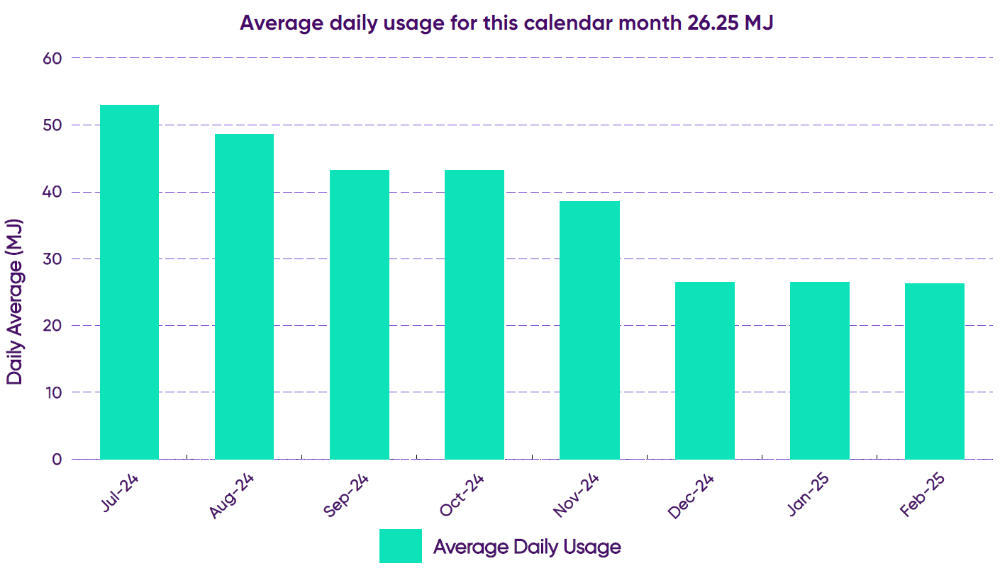 Average daily usage for this calendar month 26.25 MJ
60
50
40
30
20
10
0
Daily Average (MJ)
Jul-24
Aug-24
Sep-24
Oct-24
Nov-24
Dec-24
Jan-25
Feb-25
Average Daily Usage